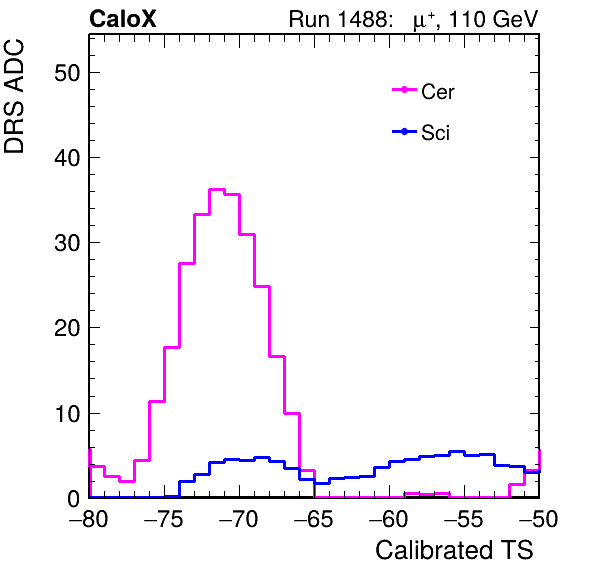 CaloX Run 1488: μ⁺, 110 GeV
DRS ADC
Cer
Sci
50
40
30
20
10
0
−80 −75 −70 −65 −60 −55 −50
Calibrated TS